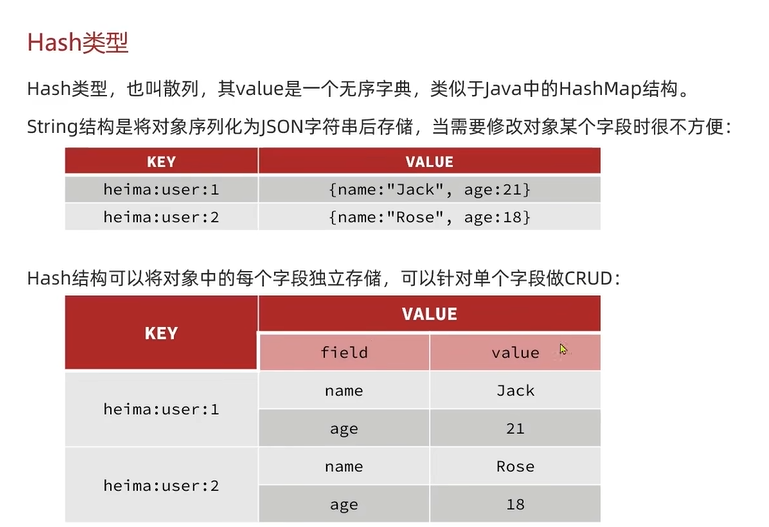 Hash类型
Hash类型，也叫散列，其value是一个无序字典，类似于Java中的HashMap结构。
String结构是将对象序列化为JSON字符串后存储，当需要修改对象某个字段时很不方便：
KEY VALUE
heima:user:1 {name:"Jack", age:21}
heima:user:2 {name:"Rose", age:18}
Hash结构可以将对象中的每个字段独立存储，可以针对单个字段做CRUD：
KEY VALUE
field value
heima:user:1 name Jack
age 21
heima:user:2 name Rose
age 18